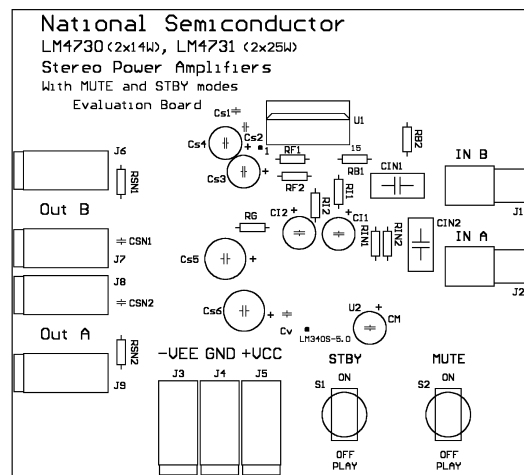 National Semiconductor
LM4730 (2x14W), LM4731 (2x25W)
Stereo Power Amplifiers
With MUTE and STBY modes
Evaluation Board
Cs1
Cs2
Cs4
Cs3
1
U1
15
RB2
J6
RSN1
RF1
RB1
CIN1
IN B
RF2
RI1
RI2
J1
Out B
CI2
CI1
CIN2
RG
RIN1
RIN2
IN A
CSN1
J7
J8
Cs5
J2
CSN2
Cs6
Cv
U2
CM
LM340S-5.0
Out A
RSN2
J9
-VEE GND +VCC
J3
J4
J5
STBY
MUTE
S1
ON
S2
ON
OFF
PLAY
OFF
PLAY